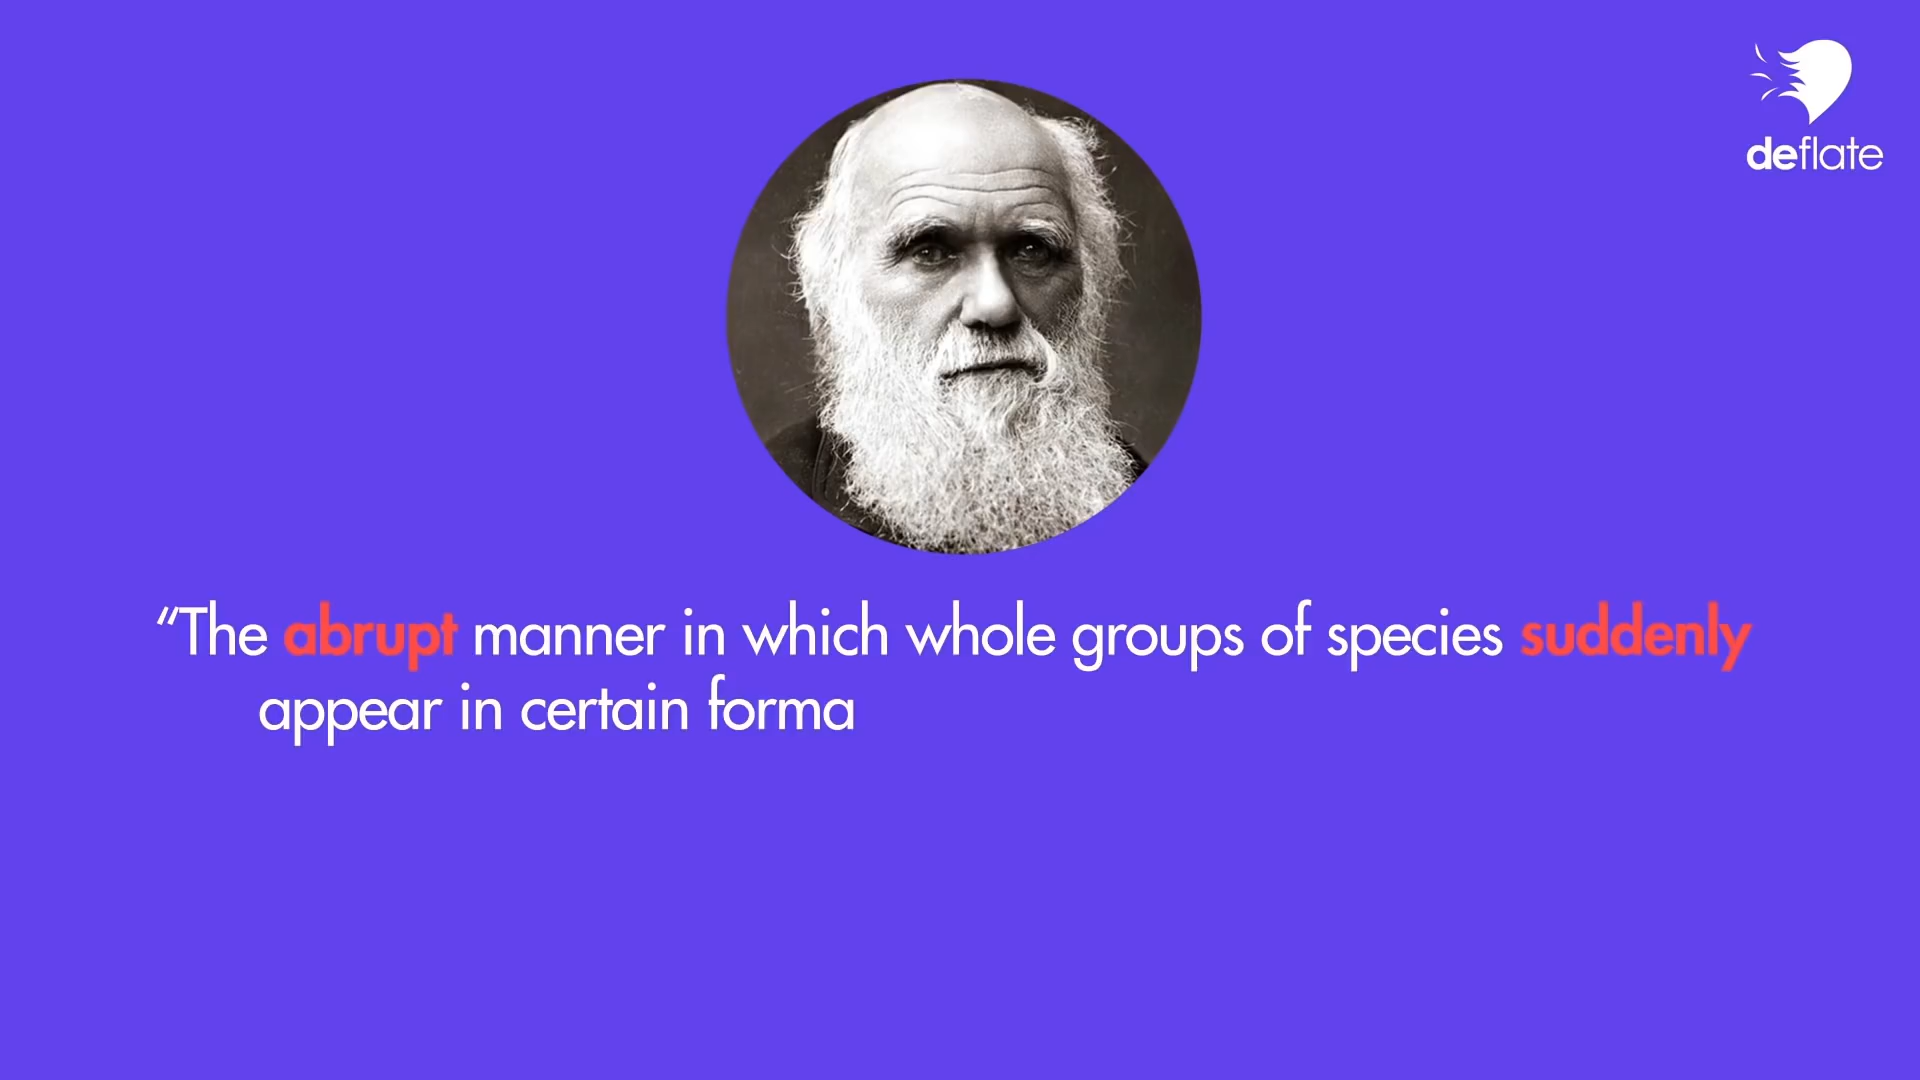 deflate
“The abrupt manner in which whole groups of species suddenly
appear in certain forma